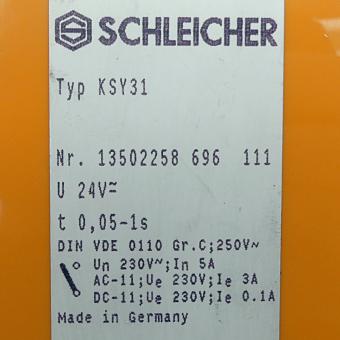 SCHLEICHER
Typ KSY31
Nr. 13502258 696 111
U 24V≂
t 0,05-1s
DIN VDE 0110 Gr.C;250V~
Un 230V~;In 5A
AC-11;Ue 230V;Ie 3A
DC-11;Ue 230V;Ie 0.1A
Made in Germany